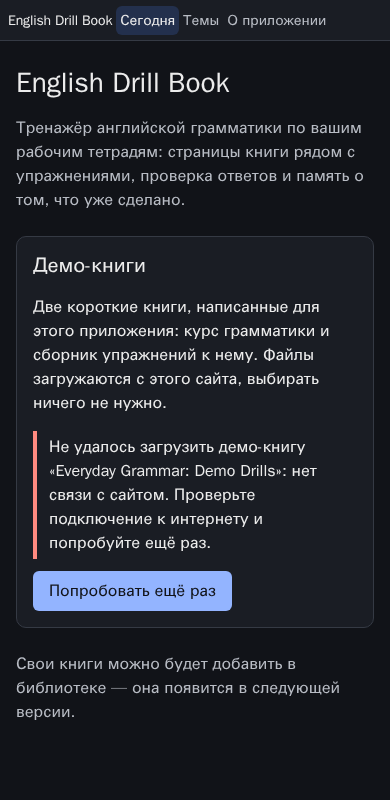 English Drill Book Сегодня Темы О приложении
English Drill Book
Тренажёр английской грамматики по вашим
рабочим тетрадям: страницы книги рядом с
упражнениями, проверка ответов и память о
том, что уже сделано.
Демо-книги
Две короткие книги, написанные для
этого приложения: курс грамматики и
сборник упражнений к нему. Файлы
загружаются с этого сайта, выбирать
ничего не нужно.
Не удалось загрузить демо-книгу
«Everyday Grammar: Demo Drills»: нет
связи с сайтом. Проверьте
подключение к интернету и
попробуйте ещё раз.
Попробовать ещё раз
Свои книги можно будет добавить в
библиотеке — она появится в следующей
версии.